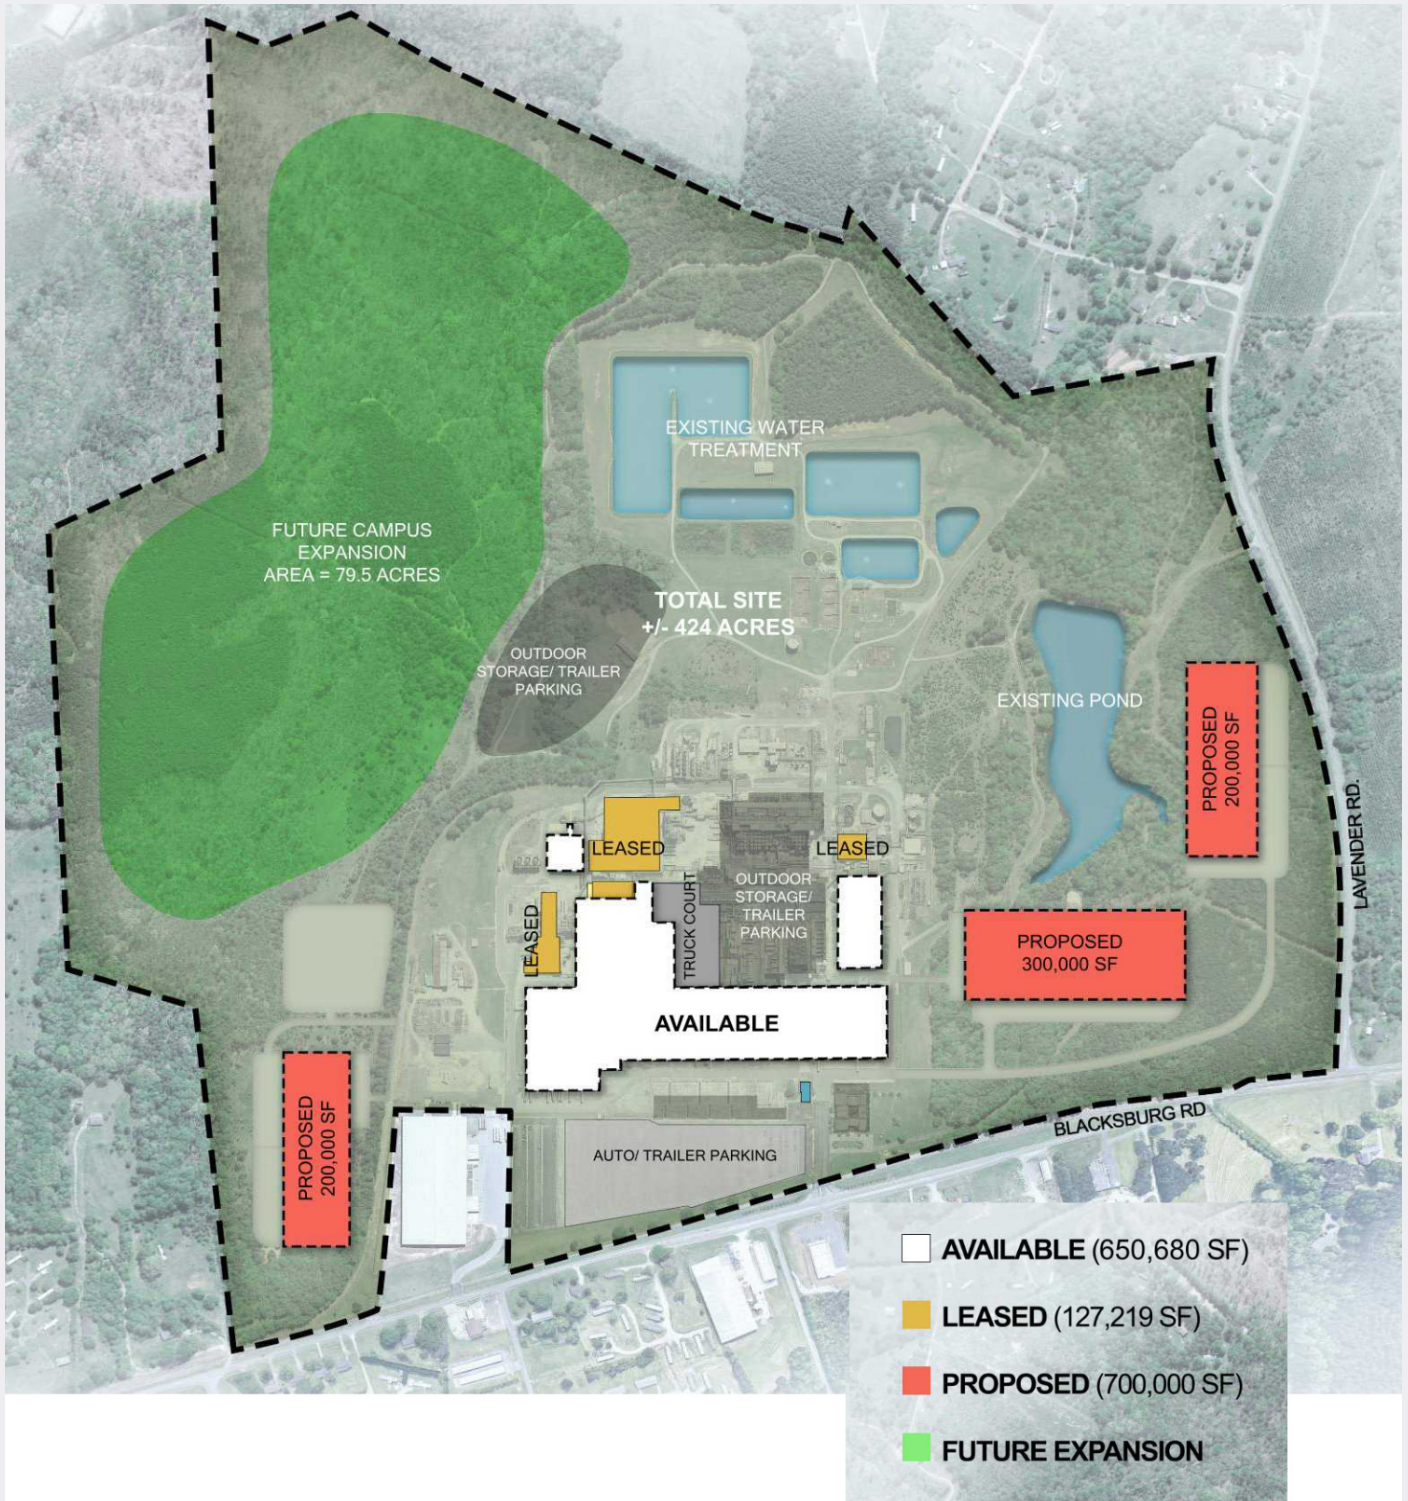 EXISTING WATER
TREATMENT
FUTURE CAMPUS
EXPANSION
AREA = 79.5 ACRES
TOTAL SITE
+/- 424 ACRES
OUTDOOR
STORAGE/ TRAILER
PARKING
EXISTING POND
PROPOSED
200,000 SF
LAVENDER RD.
LEASED
LEASED
OUTDOOR
STORAGE/
TRAILER
PARKING
TRUCK COURT
LEASED
PROPOSED
300,000 SF
AVAILABLE
PROPOSED
200,000 SF
BLACKSBURG RD
AUTO/ TRAILER PARKING
AVAILABLE (650,680 SF)
LEASED (127,219 SF)
PROPOSED (700,000 SF)
FUTURE EXPANSION